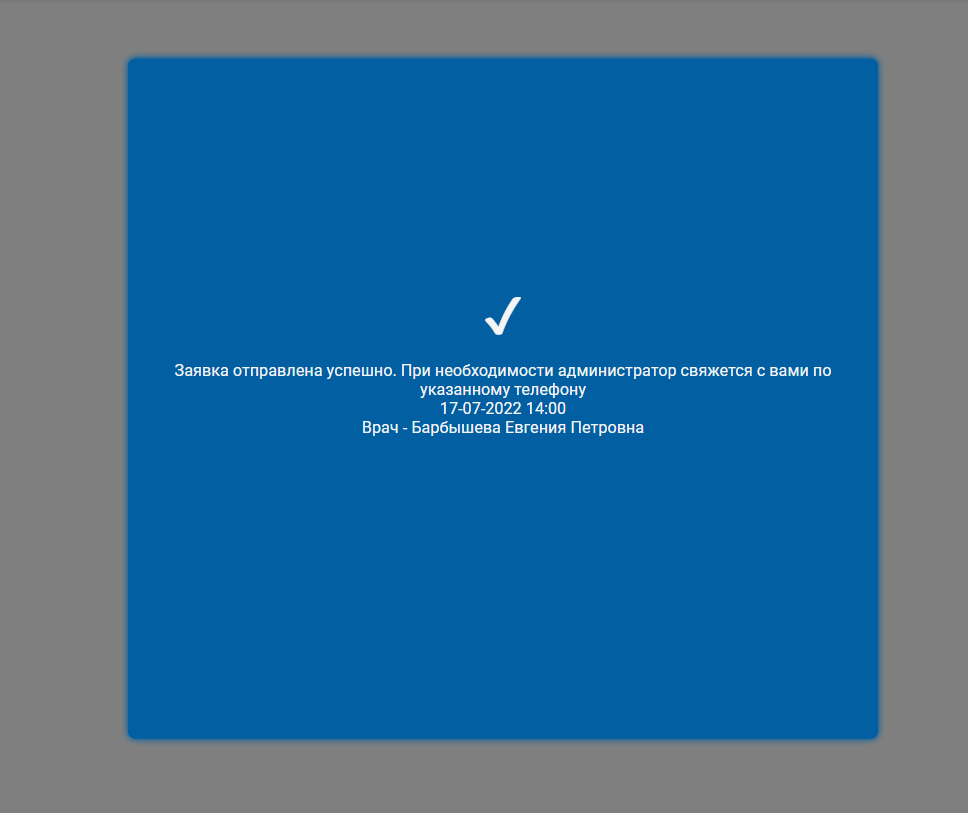 Заявка отправлена успешно. При необходимости администратор свяжется с вами по
указанному телефону
17-07-2022 14:00
Врач - Барбышева Евгения Петровна